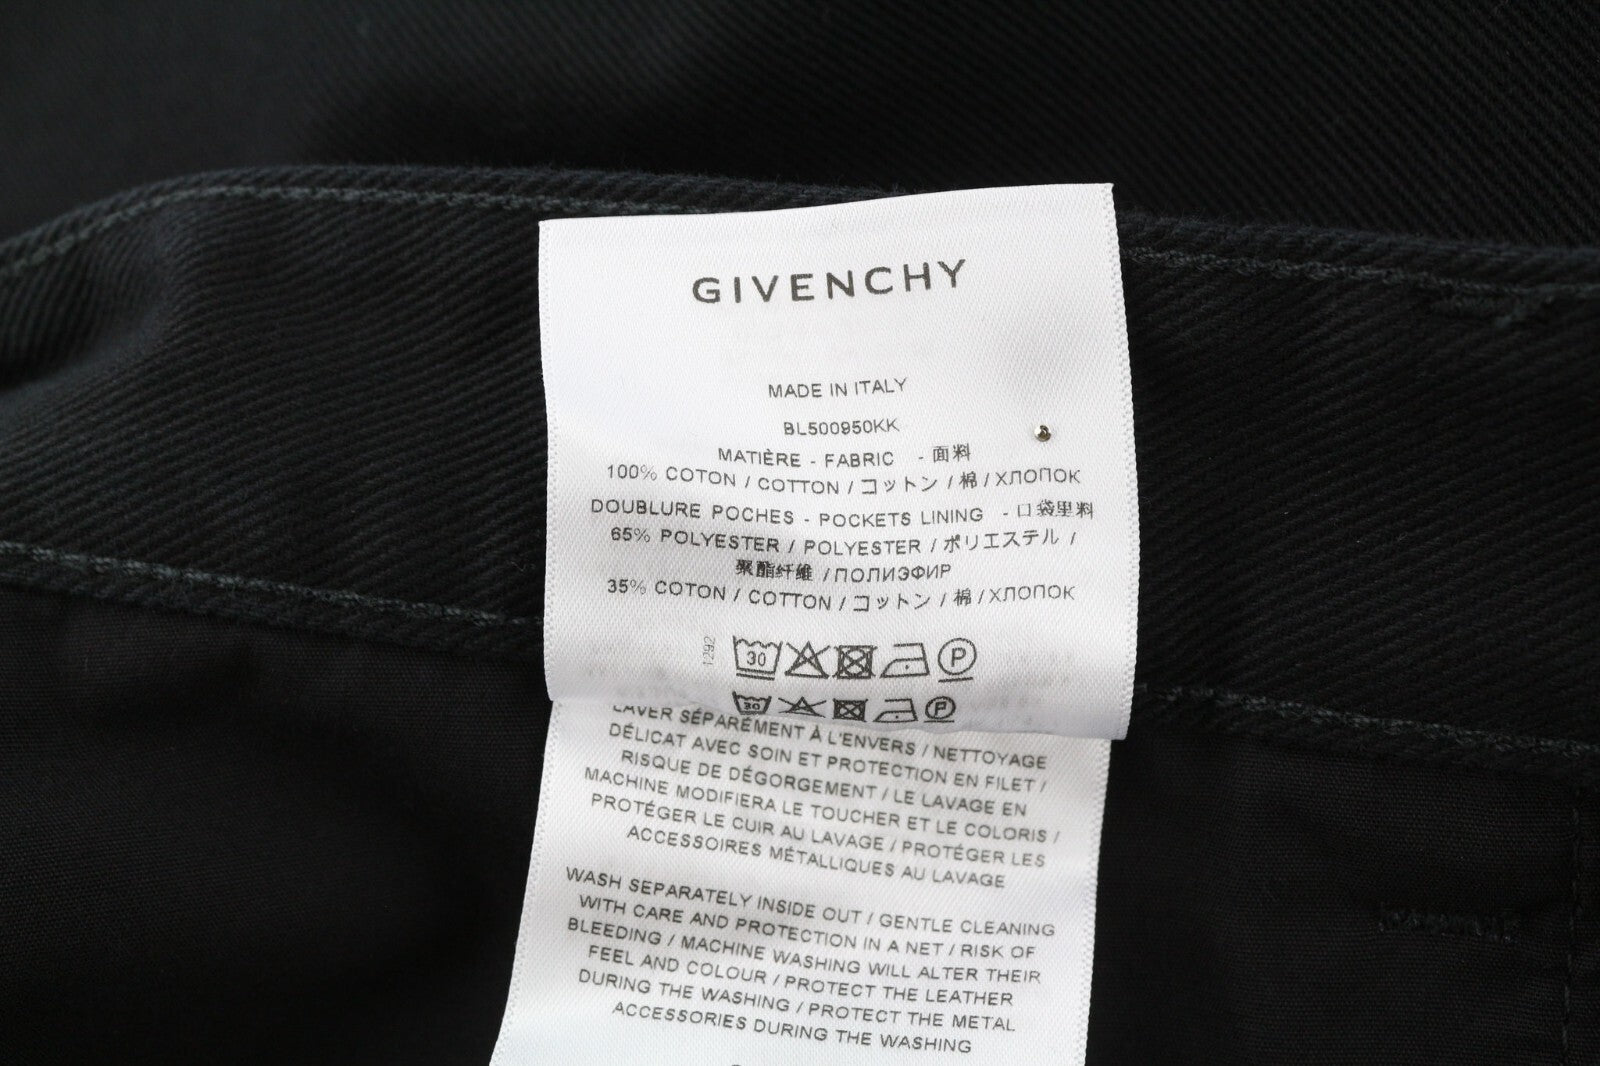 GIVENCHY
MADE IN ITALY
BL500950KK
MATIÈRE - FABRIC - 面料
100% COTON / COTTON / コットン / 棉 / ХЛОПОК
DOUBLURE POCHES - POCKETS LINING - 口袋里料
65% POLYESTER / POLYESTER / ポリエステル /
聚酯纤维 / ПОЛИЭФИР
35% COTON / COTTON / コットン / 棉 / ХЛОПОК
1292
30 P
30 P
LAVER SÉPARÉMENT À L'ENVERS / NETTOYAGE
DÉLICAT AVEC SOIN ET PROTECTION EN FILET /
RISQUE DE DÉGORGEMENT / LE LAVAGE EN
MACHINE MODIFIERA LE TOUCHER ET LE COLORIS /
PROTÉGER LE CUIR AU LAVAGE / PROTÉGER LES
ACCESSOIRES MÉTALLIQUES AU LAVAGE
WASH SEPARATELY INSIDE OUT / GENTLE CLEANING
WITH CARE AND PROTECTION IN A NET / RISK OF
BLEEDING / MACHINE WASHING WILL ALTER THEIR
FEEL AND COLOUR / PROTECT THE LEATHER
DURING THE WASHING / PROTECT THE METAL
ACCESSORIES DURING THE WASHING